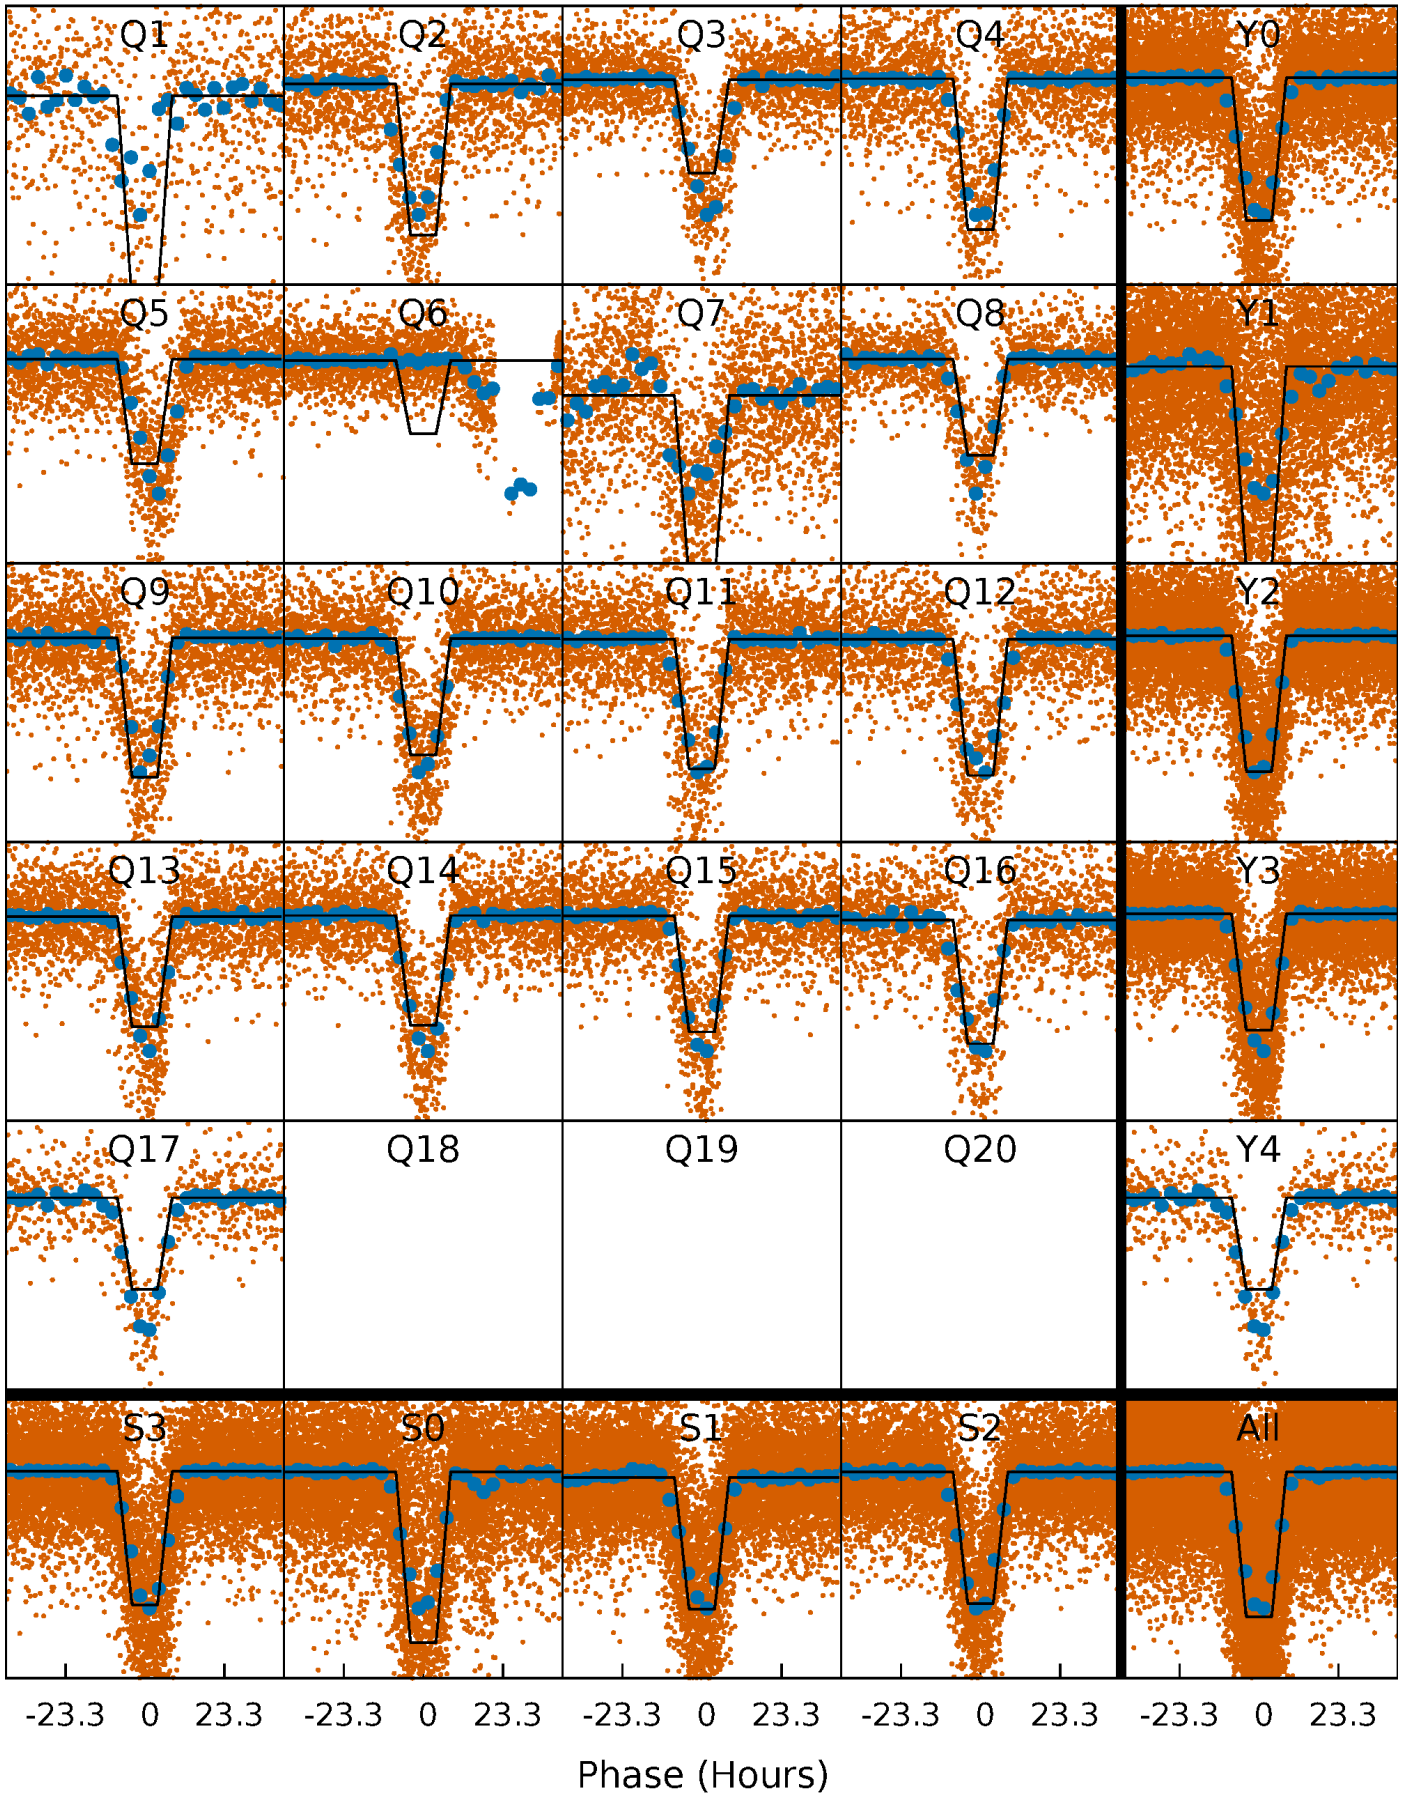 Q1 Q2 Q3 Q4 Y0
Q5 Q6 Q7 Q8 Y1
Q9 Q10 Q11 Q12 Y2
Q13 Q14 Q15 Q16 Y3
Q17 Q18 Q19 Q20 Y4
S3 S0 S1 S2 All
-23.3 0 23.3 -23.3 0 23.3 -23.3 0 23.3 -23.3 0 23.3 -23.3 0 23.3
Phase (Hours)